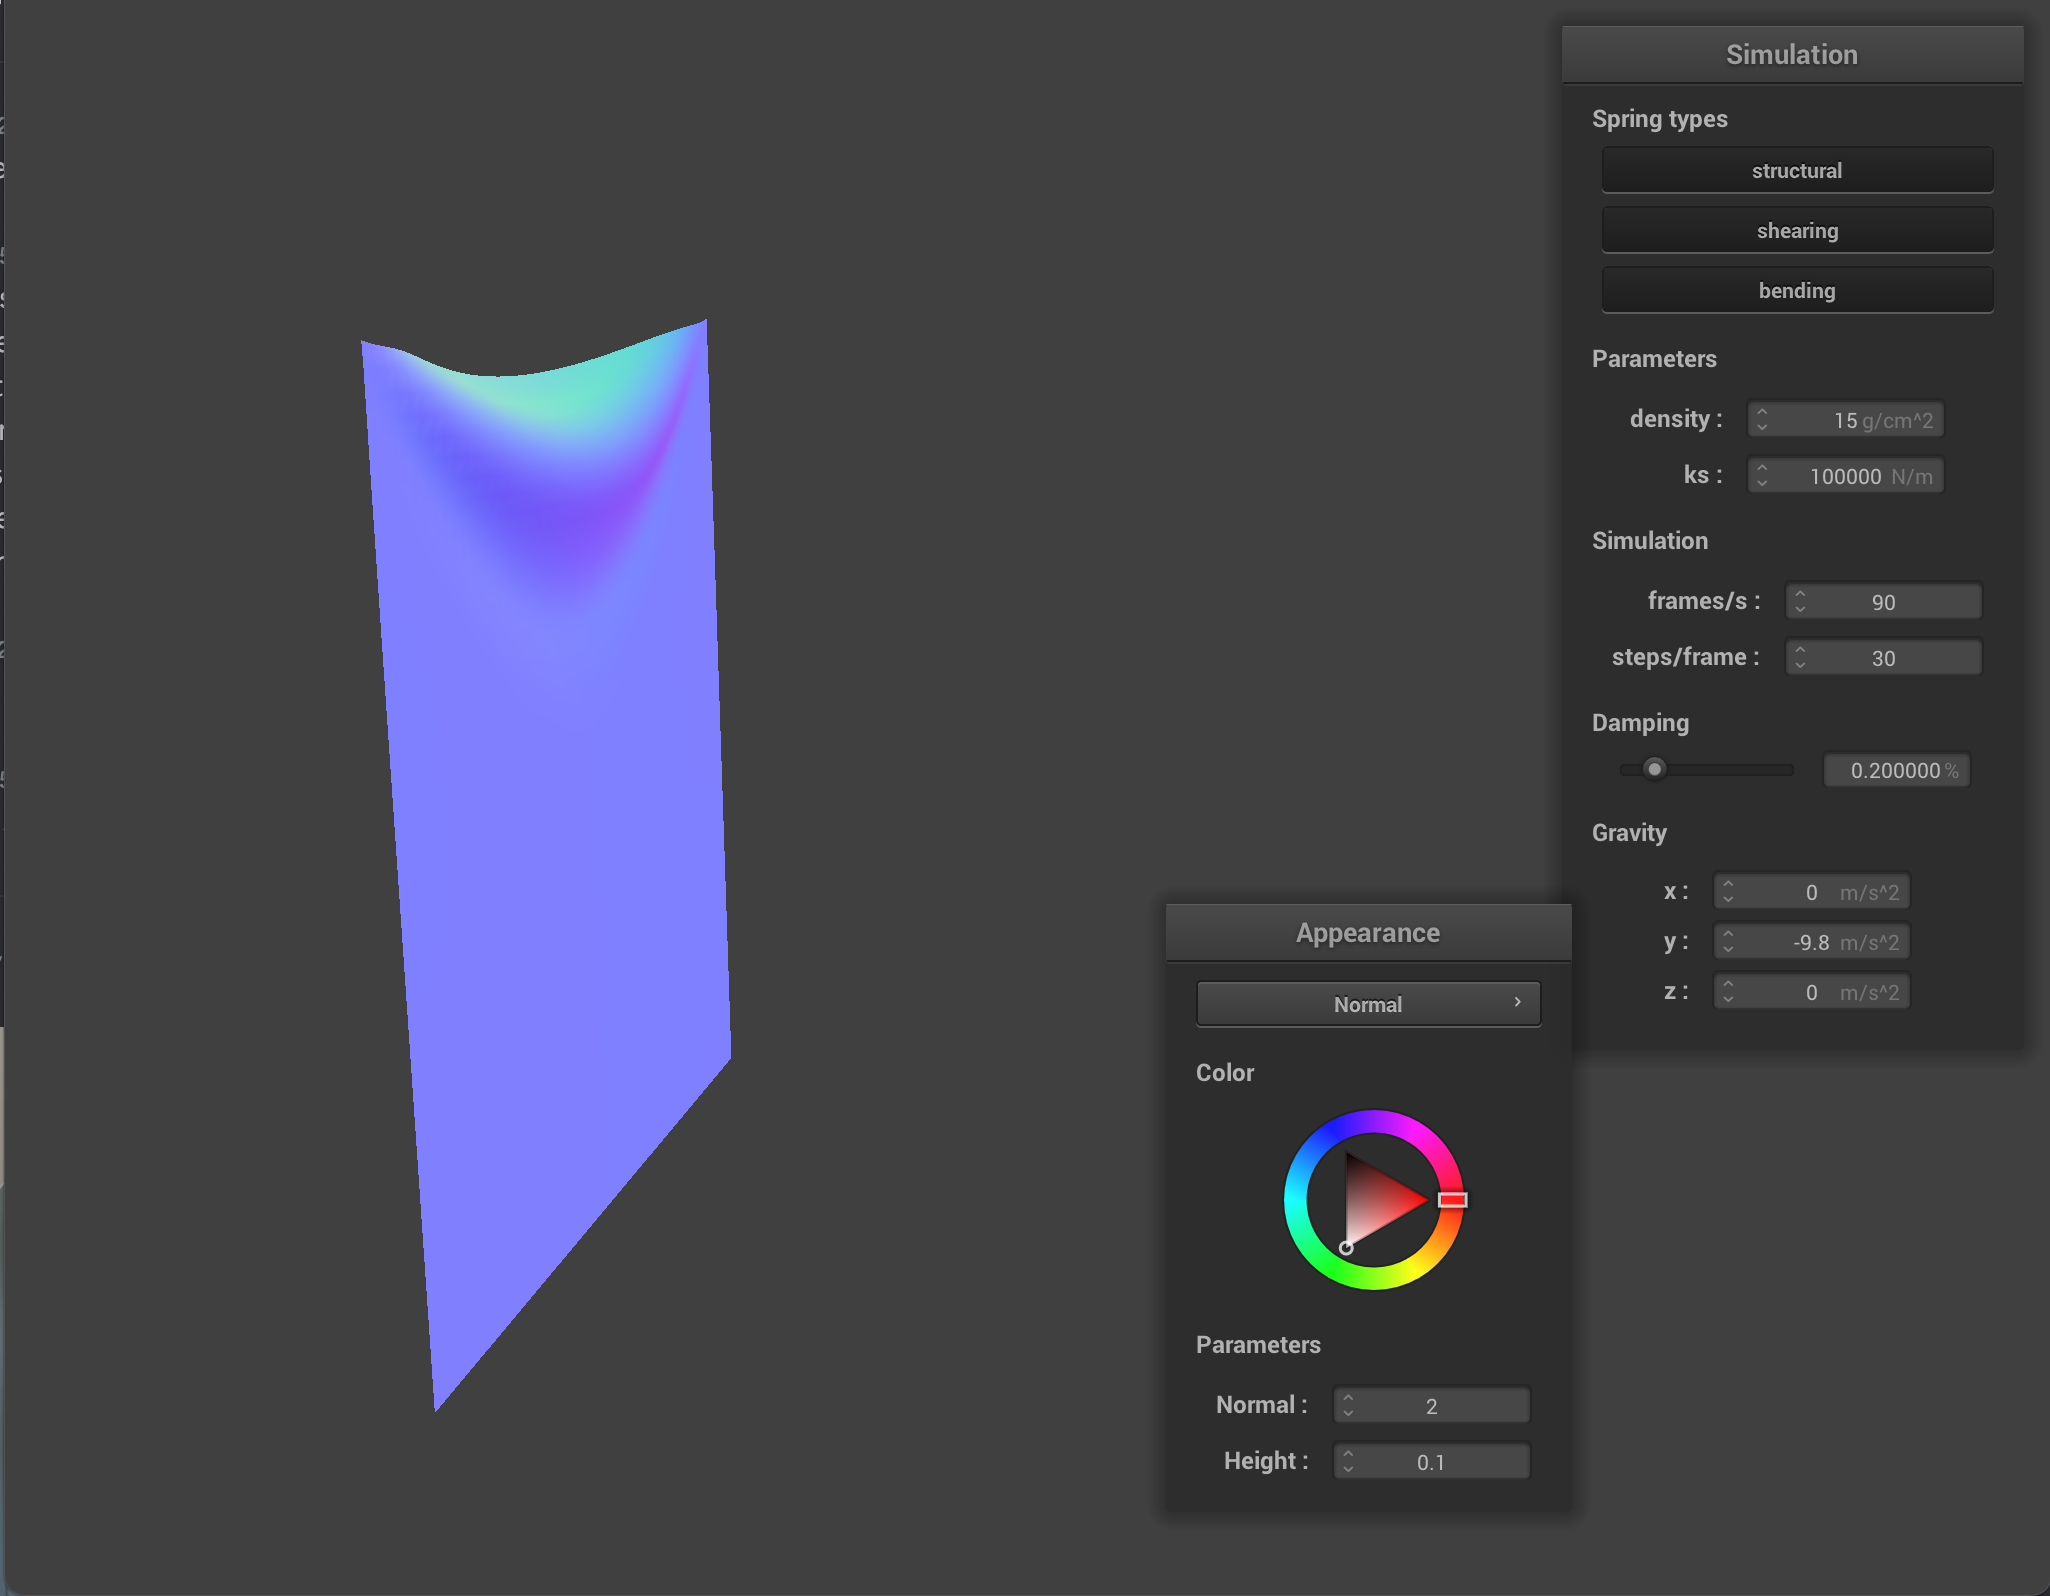 Simulation
Spring types
structural
shearing
bending
Parameters
density : 15 g/cm^2
ks : 100000 N/m
Simulation
frames/s : 90
steps/frame : 30
Damping
0.200000 %
Gravity
x : 0 m/s^2
y : -9.8 m/s^2
z : 0 m/s^2
Appearance
Normal
Color
Parameters
Normal : 2
Height : 0.1